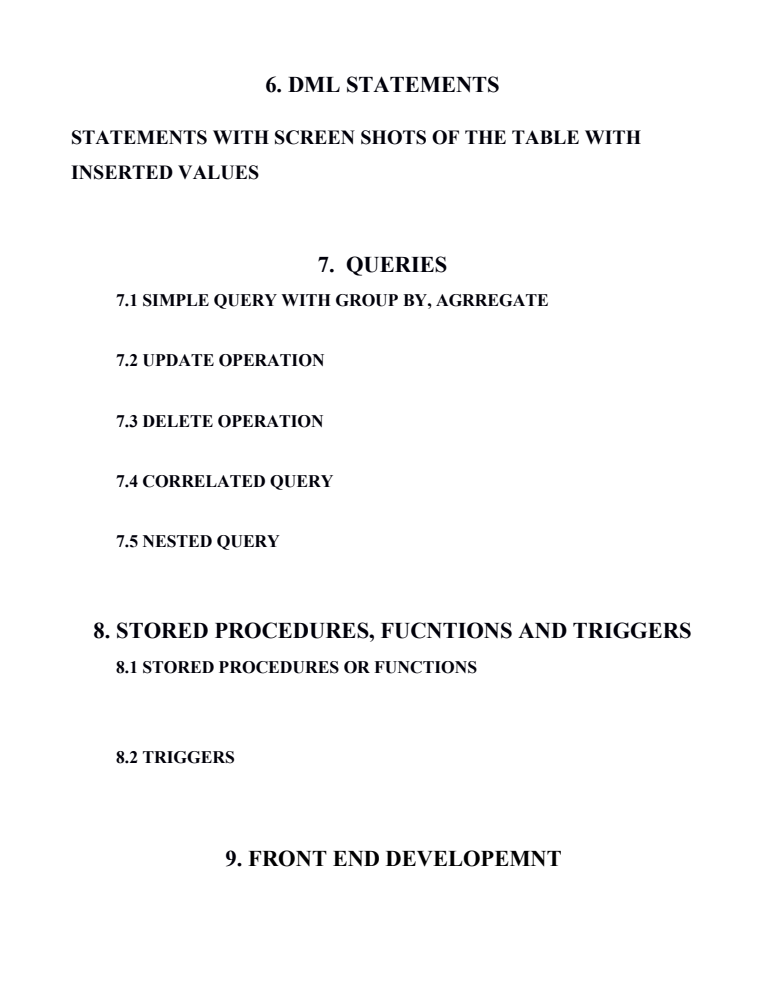 6. DML STATEMENTS
STATEMENTS WITH SCREEN SHOTS OF THE TABLE WITH
INSERTED VALUES
7. QUERIES
7.1 SIMPLE QUERY WITH GROUP BY, AGRREGATE
7.2 UPDATE OPERATION
7.3 DELETE OPERATION
7.4 CORRELATED QUERY
7.5 NESTED QUERY
8. STORED PROCEDURES, FUCNTIONS AND TRIGGERS
8.1 STORED PROCEDURES OR FUNCTIONS
8.2 TRIGGERS
9. FRONT END DEVELOPEMNT